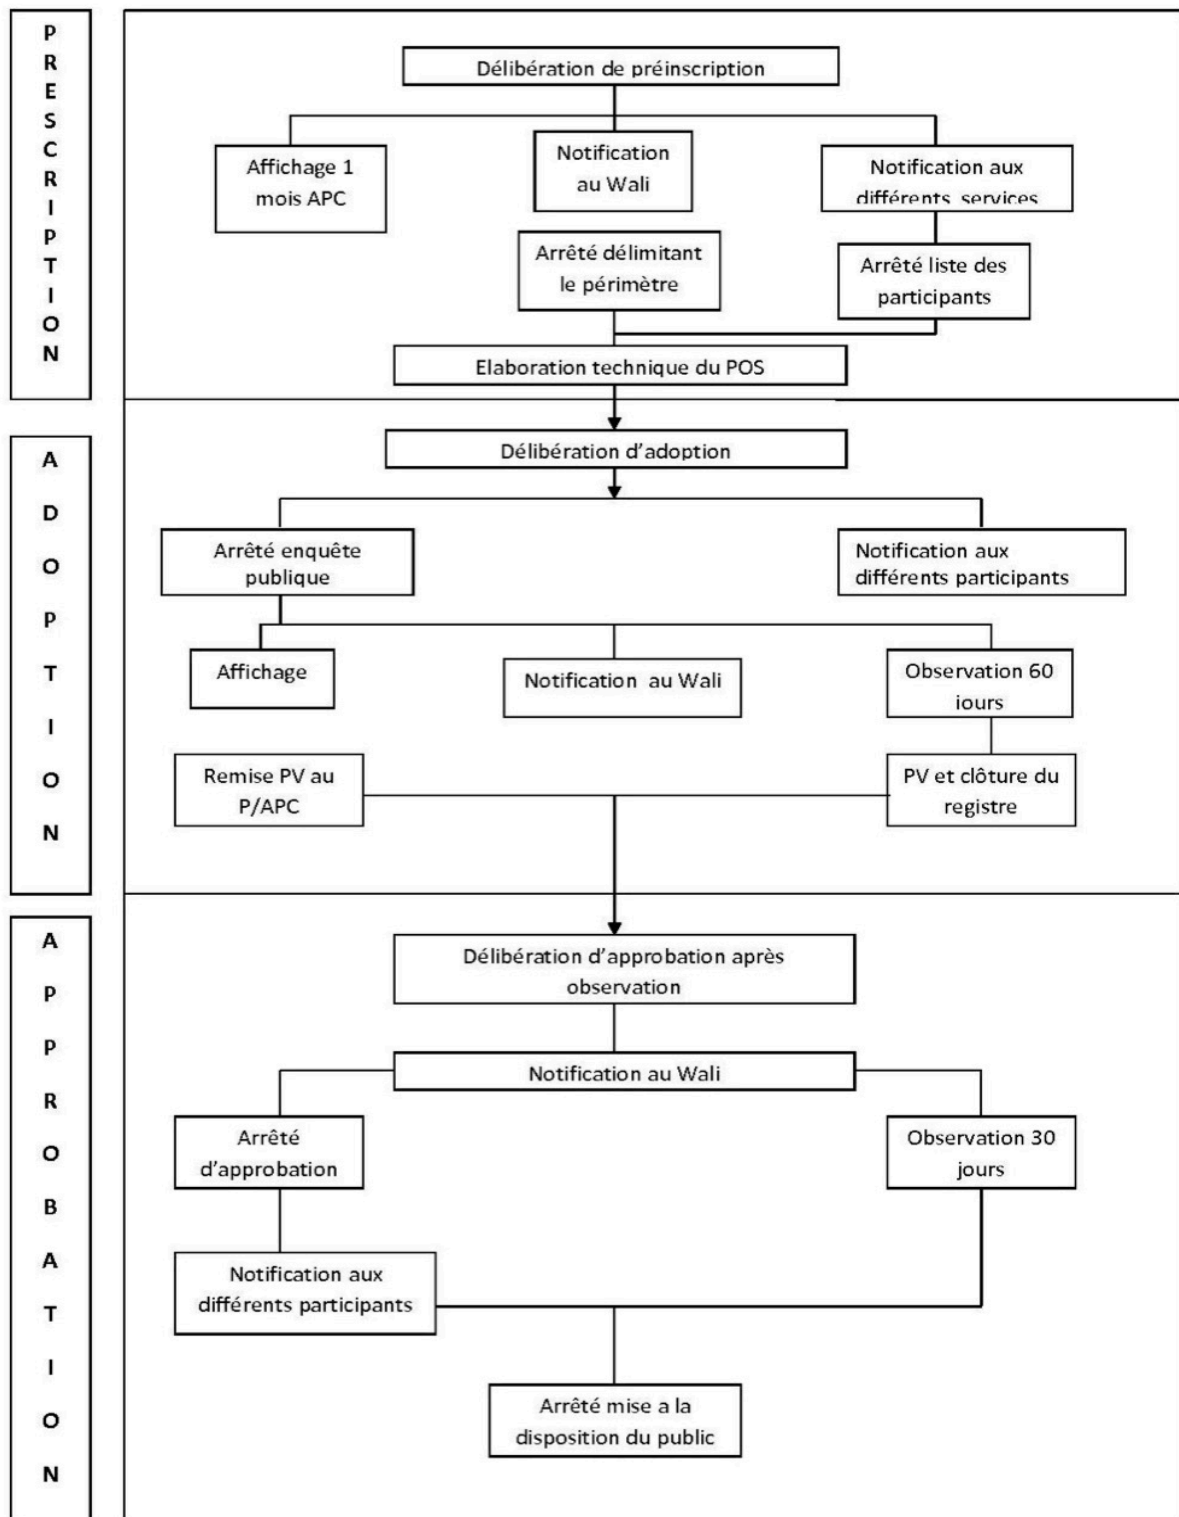 PRESCRIPTION
Délibération de préinscription
Affichage 1
mois APC
Notification
au Wali
Notification aux
différents services
Arrêté délimitant
le périmètre
Arrêté liste des
participants
Elaboration technique du POS
ADOPTION
Délibération d'adoption
Arrêté enquête
publique
Notification aux
différents participants
Affichage
Notification au Wali
Observation 60
jours
Remise PV au
P/APC
PV et clôture du
registre
APPROBATION
Délibération d'approbation après
observation
Notification au Wali
Arrêté
d'approbation
Observation 30
jours
Notification aux
différents participants
Arrêté mise a la
disposition du public